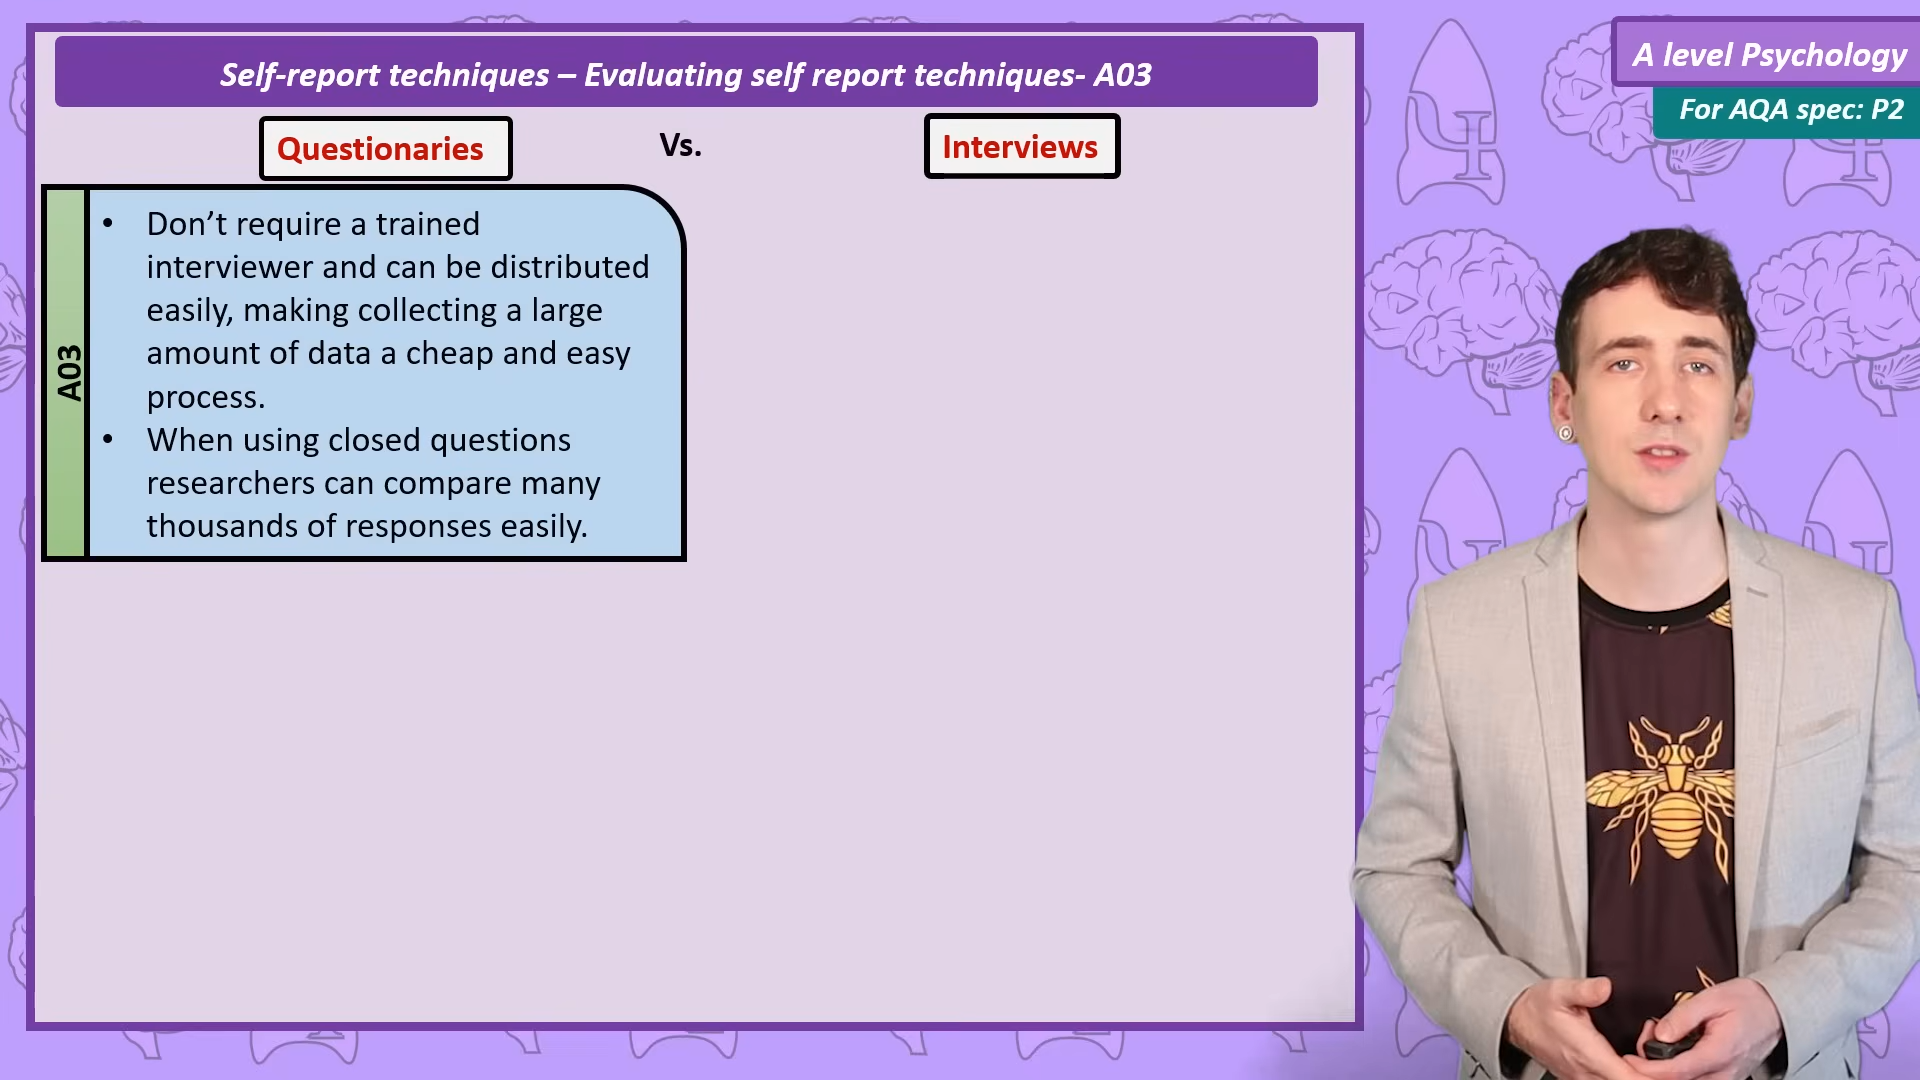 Self-report techniques – Evaluating self report techniques- A03
A level Psychology
For AQA spec: P2
Questionaries
Vs.
Interviews
A03
• Don’t require a trained
interviewer and can be distributed
easily, making collecting a large
amount of data a cheap and easy
process.
• When using closed questions
researchers can compare many
thousands of responses easily.